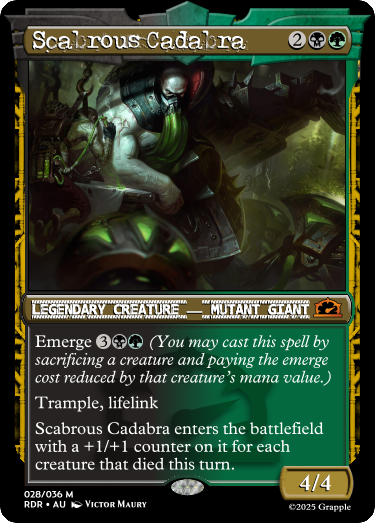 Scabrous Cadabra 2
LEGENDARY CREATURE — MUTANT GIANT
Emerge 3 (You may cast this spell by
sacrificing a creature and paying the emerge
cost reduced by that creature's mana value.)
Trample, lifelink
Scabrous Cadabra enters the battlefield
with a +1/+1 counter on it for each
creature that died this turn.
4/4
028/036 M
RDR • AU Victor Maury
©2025 Grapple